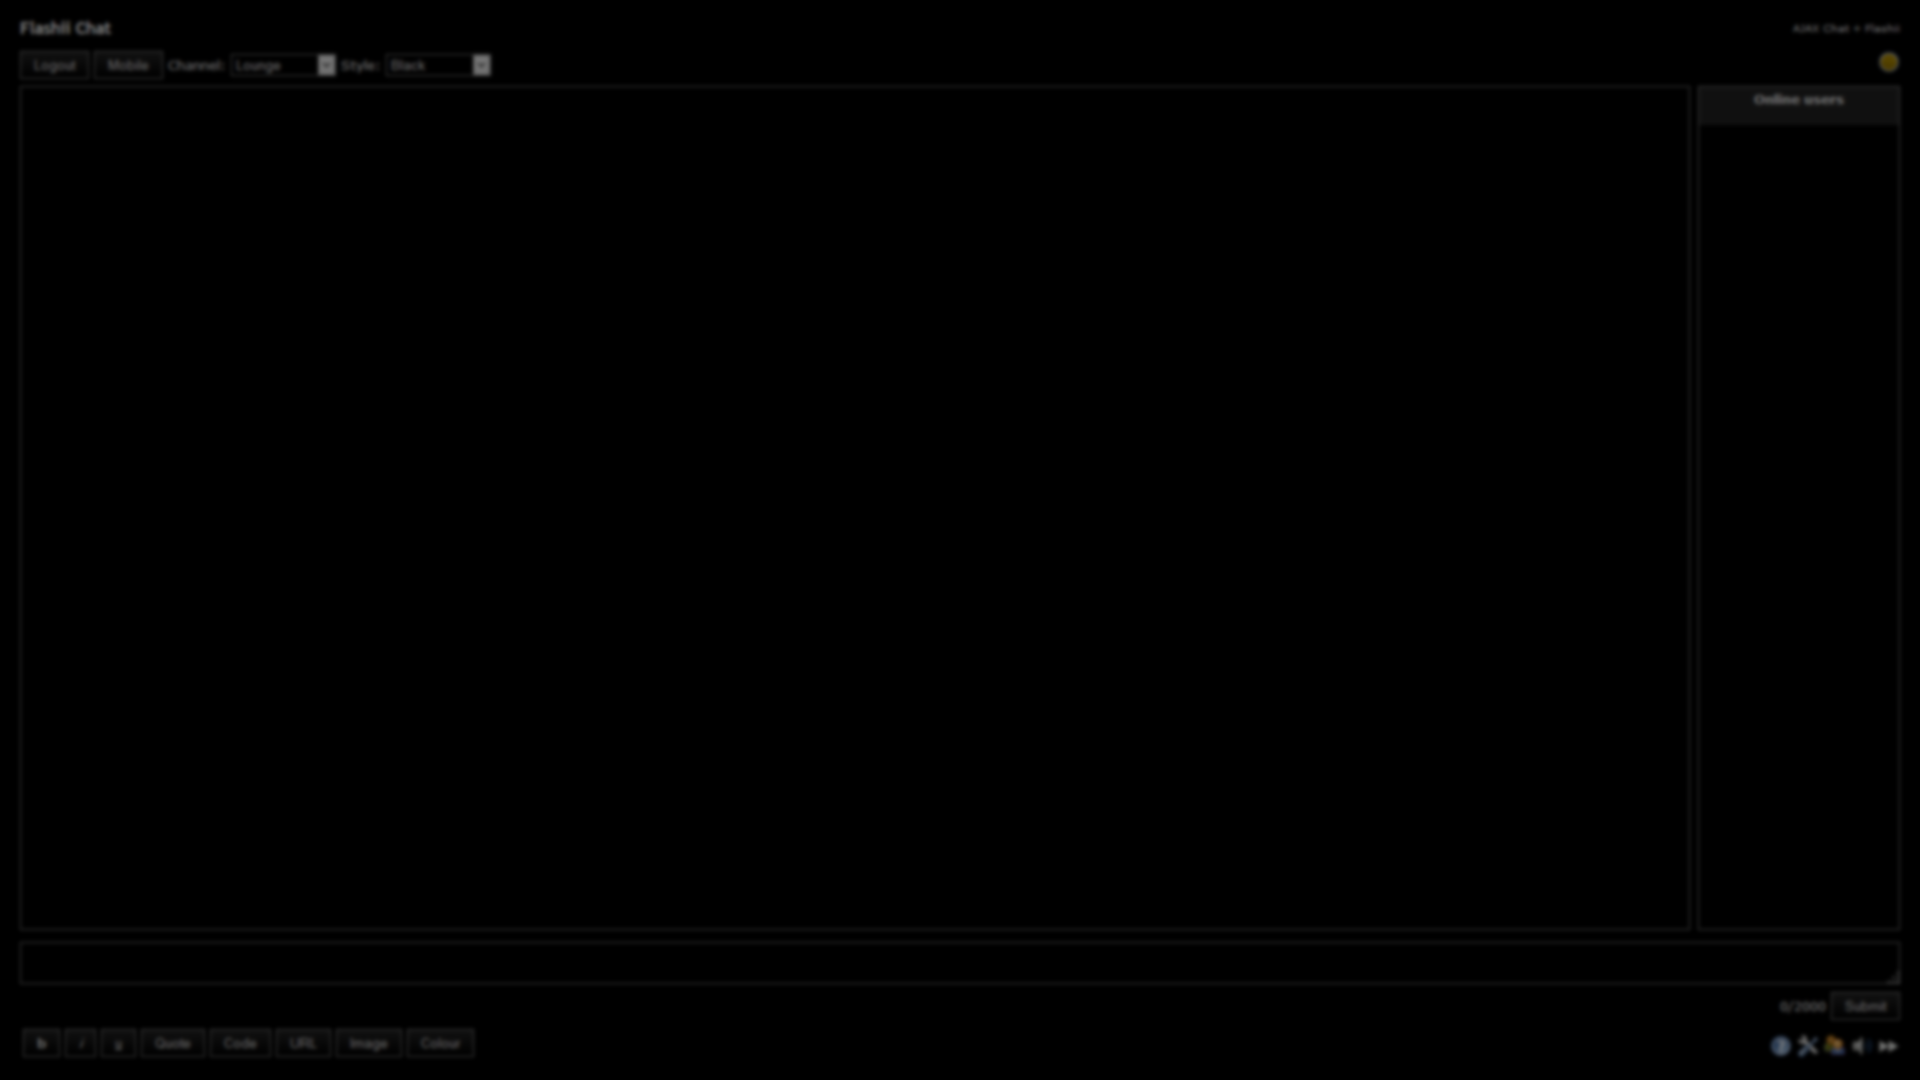 Flashii Chat
AJAX Chat © Flashii
Logout Mobile Channel: Lounge Style: Black
Online users
0/2000 Submit
b i u Quote Code URL Image Colour